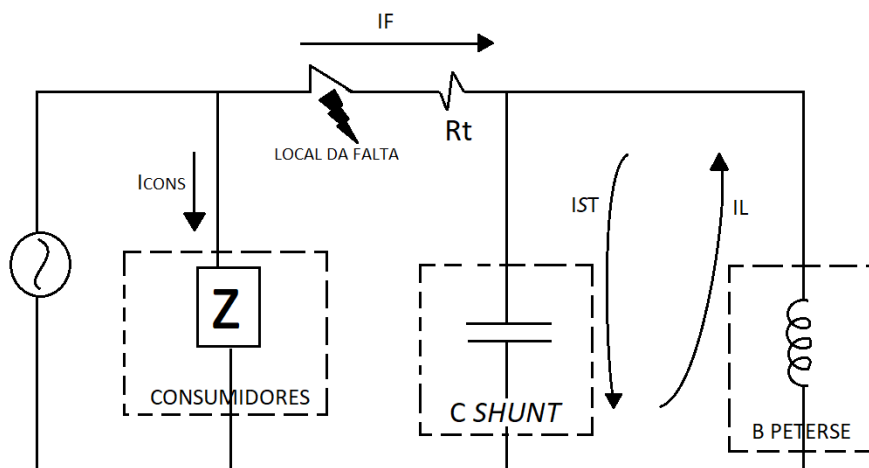 IF
Rt
LOCAL DA FALTA
ICONS
IST
IL
Z
CONSUMIDORES
C SHUNT
B PETERSE